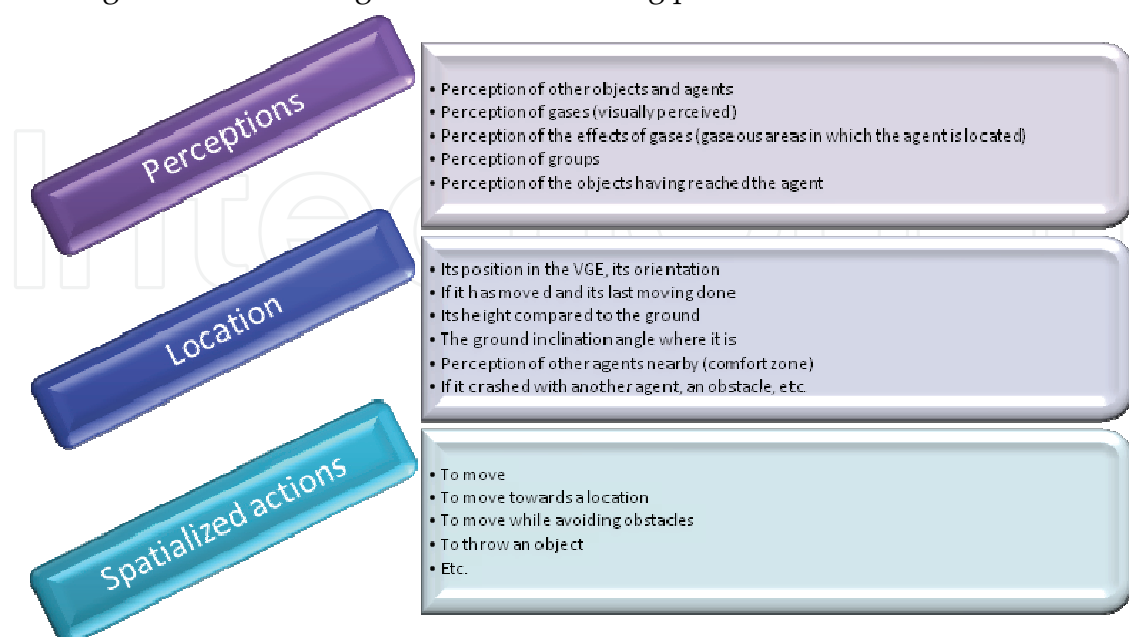 Perceptions
• Perception of other objects and agents
• Perception of gases (visually perceived)
• Perception of the effects of gases (gaseous areas in which the agent is located)
• Perception of groups
• Perception of the objects having reached the agent
Location
• Its position in the VGE, its orientation
• If it has moved and its last moving done
• Its height compared to the ground
• The ground inclination angle where it is
• Perception of other agents nearby (comfort zone)
• If it crashed with another agent, an obstacle, etc.
Spatialized actions
• To move
• To move towards a location
• To move while avoiding obstacles
• To throw an object
• Etc.